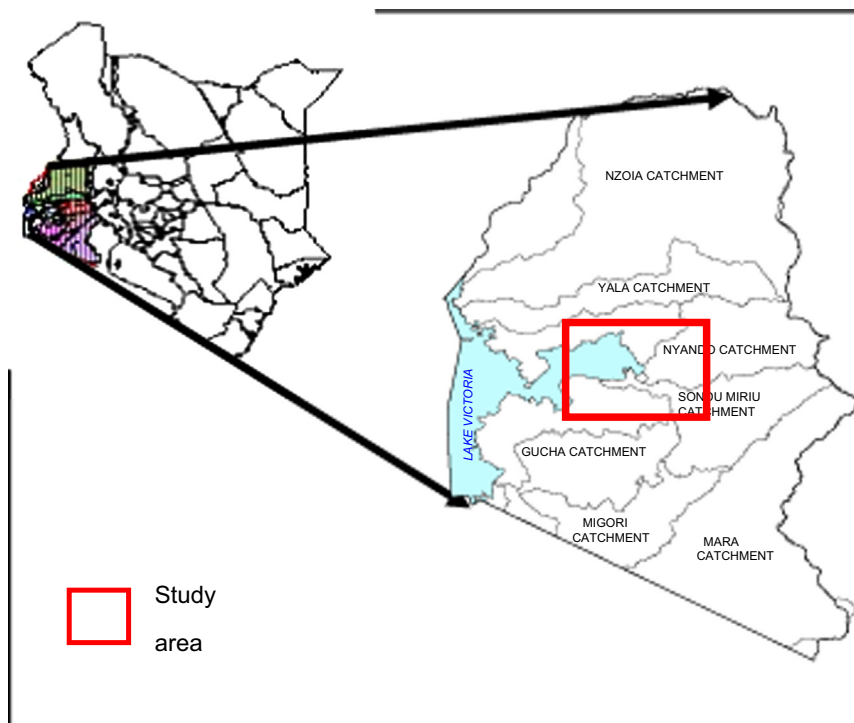 NZOIA CATCHMENT
YALA CATCHMENT
NYANDO CATCHMENT
SONDU MIRIU
CATCHMENT
LAKE VICTORIA
GUCHA CATCHMENT
MIGORI
CATCHMENT
MARA
CATCHMENT
Study
area